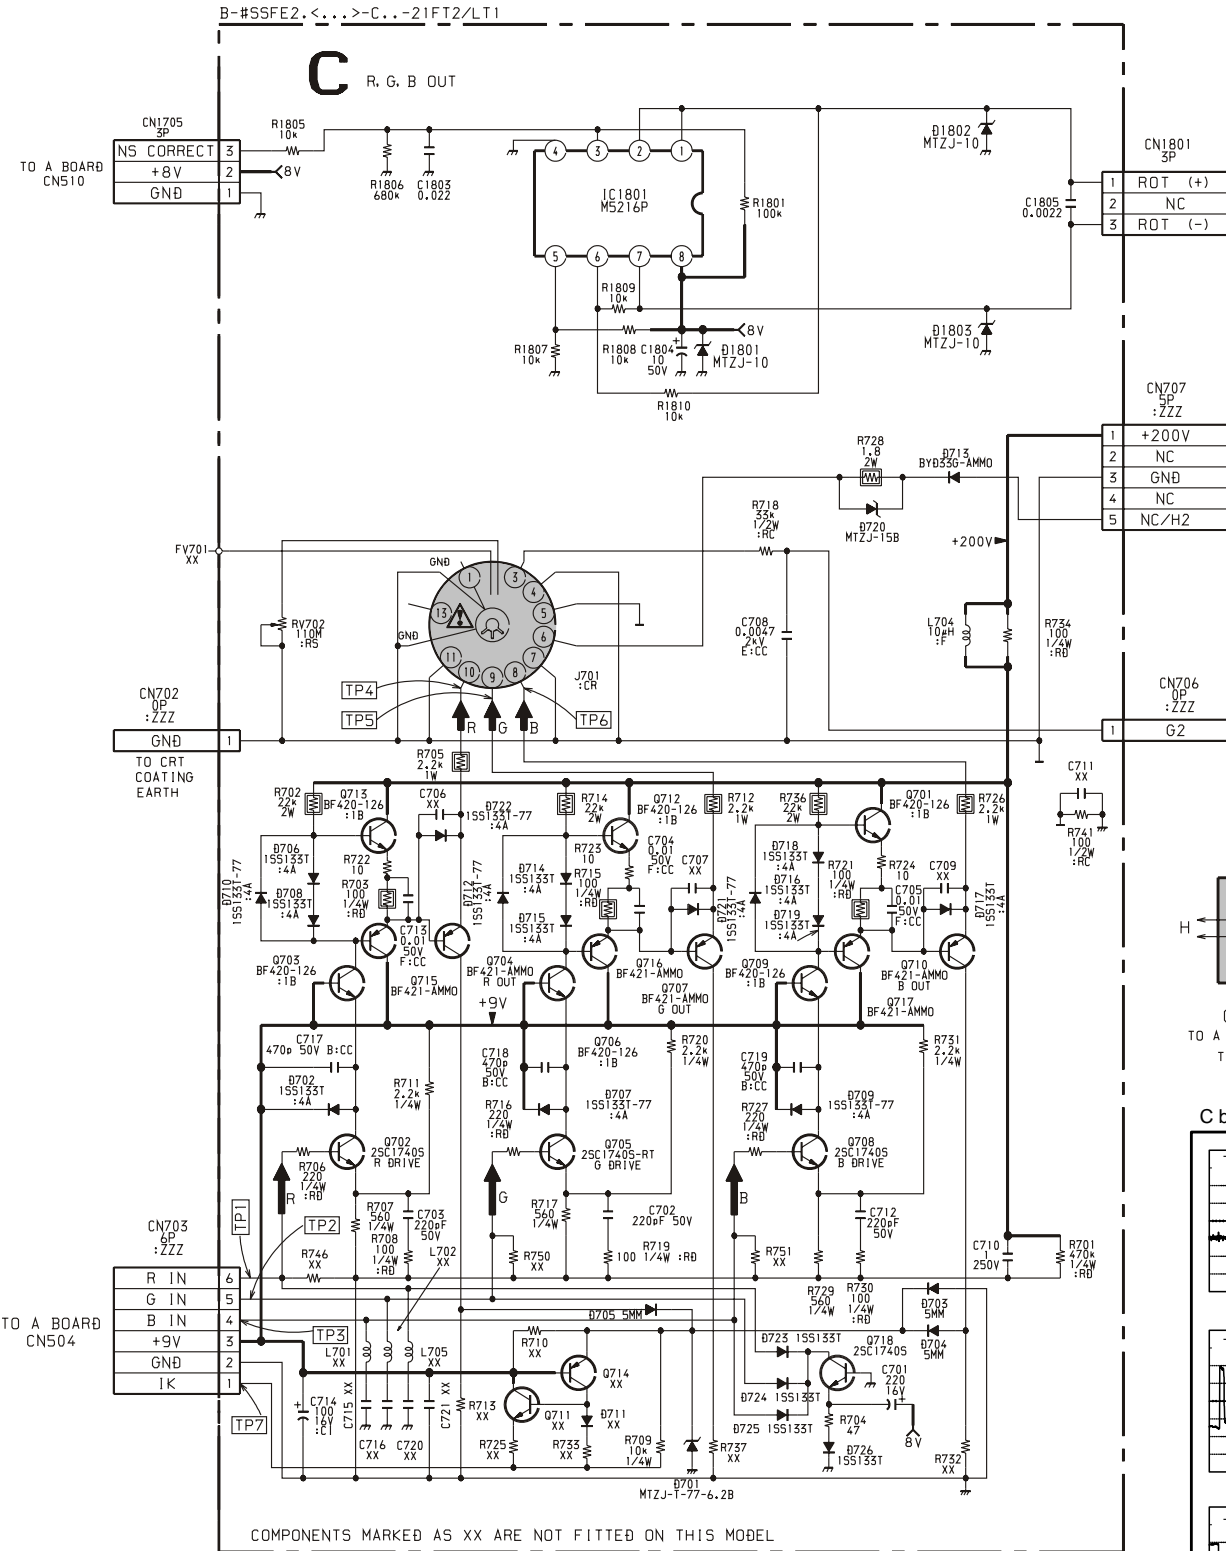 B-#SSFE2.<...>-C..-21FT2/LT1
C R, G, B OUT
CN1705
3P
TO A BOARD
CN510
NS CORRECT 3
+8V 2
GND 1
R1805
10k
8V
R1806
680k
C1803
0.022
4 3 2 1
IC1801
M5216P
5 6 7 8
R1801
100k
D1802
MTZJ-10
C1805
0.0022
CN1801
3P
1 ROT (+)
2 NC
3 ROT (-)
R1809
10k
8V
R1807
10k
R1808
10k
C1804
10
50V
+
D1801
MTZJ-10
D1803
MTZJ-10
R1810
10k
CN707
5P
:ZZZ
1 +200V
2 NC
3 GND
4 NC
5 NC/H2
R728
1.8
2W
D713
BYD33G-AMMO
D720
MTZJ-15B
R718
33k
1/2W
:RC
+200V
FV701
XX
GND
1 3 4 5 6 7 8 9 10 11 13
GND
RV702
110M
:RS
C708
0.0047
2kV
E:CC
L704
10µH
:F
R734
100
1/4W
:RD
J701
:CR
TP4
TP5
TP6
R G B
CN702
0P
:ZZZ
GND 1
TO CRT
COATING
EARTH
CN706
0P
:ZZZ
1 G2
R705
2.2k
1W
C711
XX
R741
100
1/2W
:RC
R702
22k
2W
Q713
BF420-126
:1B
C706
XX
D722
1SS133T-77
:4A
R714
22k
2W
Q712
BF420-126
:1B
R712
2.2k
1W
R736
22k
2W
Q701
BF420-126
:1B
R726
2.2k
1W
D706
1SS133T
:4A
R722
10
D710
1SS133T-77
:4A
D708
1SS133T
:4A
R703
100
1/4W
:RD
C713
0.01
50V
F:CC
D712
1SS133T-77
:4A
D714
1SS133T
:4A
R723
10
R715
100
1/4W
:RD
C704
0.01
50V
F:CC
C707
XX
D715
1SS133T
:4A
D721
1SS133T-77
:4A
D718
1SS133T
:4A
D716
1SS133T
:4A
D719
1SS133T
:4A
R721
100
1/4W
:RD
R724
10
C705
0.01
50V
F:CC
C709
XX
D717
1SS133T
:4A
H
Q703
BF420-126
:1B
Q715
BF421-AMMO
Q704
BF421-AMMO
R OUT
+9V
Q716
BF421-AMMO
Q707
BF421-AMMO
G OUT
Q709
BF420-126
:1B
Q710
BF421-AMMO
B OUT
Q717
BF421-AMMO
TO A
C717
470p 50V B:CC
D702
1SS133T
:4A
R711
2.2k
1/4W
C718
470p
50V
B:CC
Q706
BF420-126
:1B
R720
2.2k
1/4W
C719
470p
50V
B:CC
R731
2.2k
1/4W
R716
220
1/4W
:RD
D707
1SS133T-77
:4A
R727
220
1/4W
:RD
D709
1SS133T-77
:4A
Cb
Q702
2SC1740S
R DRIVE
Q705
2SC1740S-RT
G DRIVE
Q708
2SC1740S
B DRIVE
R706
220
1/4W
:RD
R
G
B
TP1
TP2
R707
560
1/4W
R708
100
1/4W
:RD
C703
220pF
50V
L702
XX
R717
560
1/4W
C702
220pF 50V
R719
100 1/4W :RD
C712
220pF
50V
CN703
6P
:ZZZ
TO A BOARD
CN504
R IN 6
G IN 5
B IN 4
+9V 3
GND 2
IK 1
R746
XX
R750
XX
R751
XX
R729
560
1/4W
R730
100
1/4W
:RD
C710
1
250V
R701
470k
1/4W
:RD
TP3
TP7
D705 5MM
D703
5MM
D704
5MM
L701
XX
L705
XX
R710
XX
Q714
XX
D723 1SS133T
Q718
2SC1740S
D724 1SS133T
D725 1SS133T
C701
220
16V
+
8V
C714
100
16V
:CI
+
C715 XX
C716
XX
C720
XX
C721 XX
R713
XX
R725
XX
Q711
XX
D711
XX
R733
XX
R709
10k
1/4W
D701
MTZJ-T-77-6.2B
R737
XX
R704
47
D726
1SS133T
R732
XX
COMPONENTS MARKED AS XX ARE NOT FITTED ON THIS MODEL